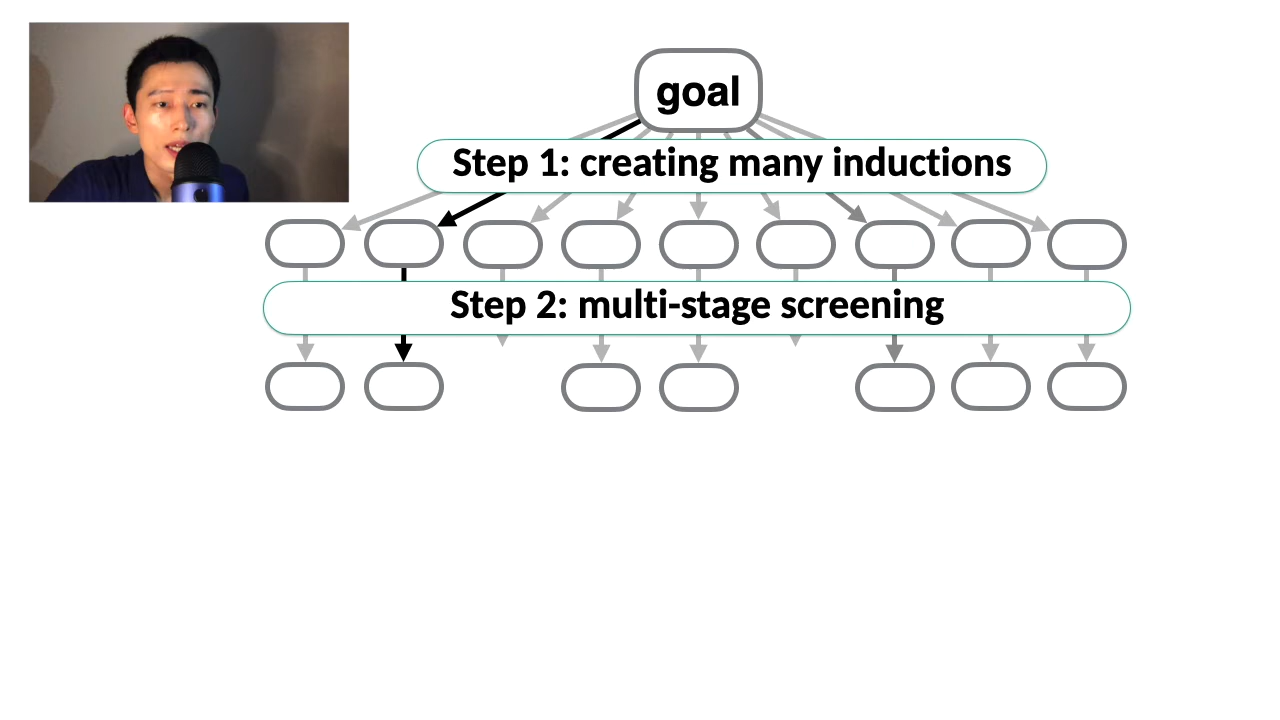 goal
Step 1: creating many inductions
Step 2: multi-stage screening